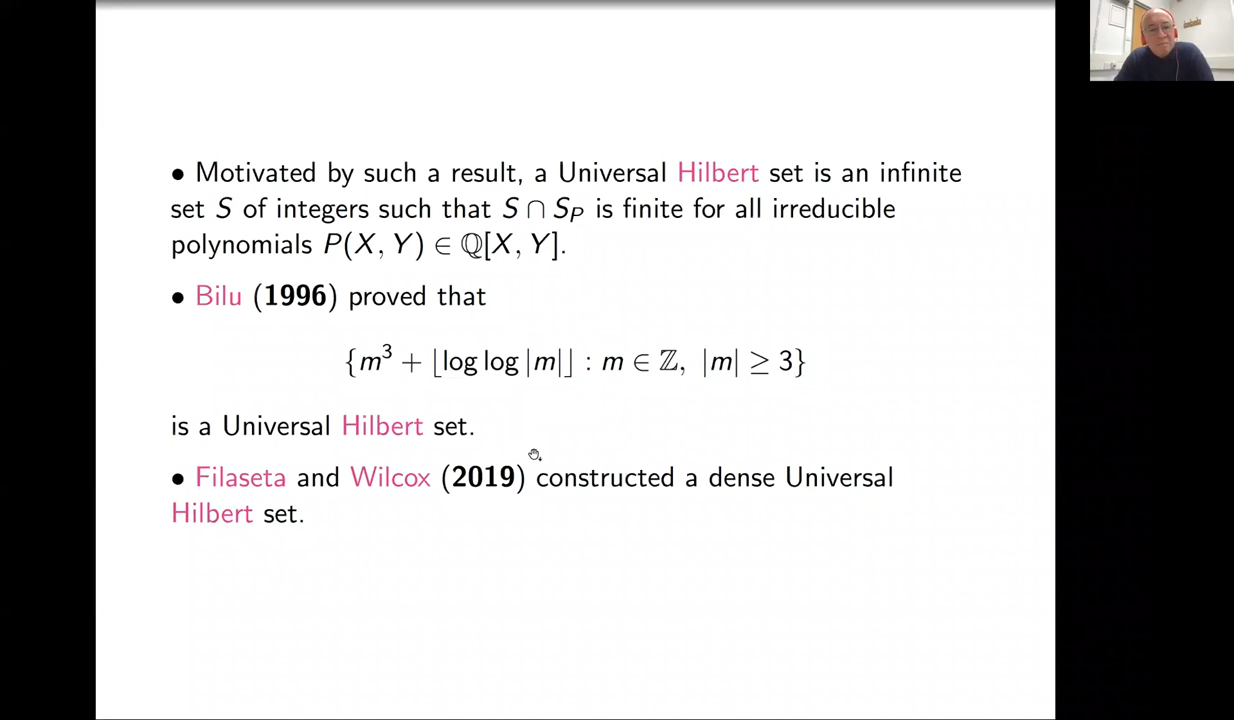 • Motivated by such a result, a Universal Hilbert set is an infinite
set S of integers such that S ∩ S_P is finite for all irreducible
polynomials P(X, Y) ∈ ℚ[X, Y].
• Bilu (1996) proved that
{m³ + ⌊log log |m|⌋ : m ∈ ℤ, |m| ≥ 3}
is a Universal Hilbert set.
• Filaseta and Wilcox (2019) constructed a dense Universal
Hilbert set.